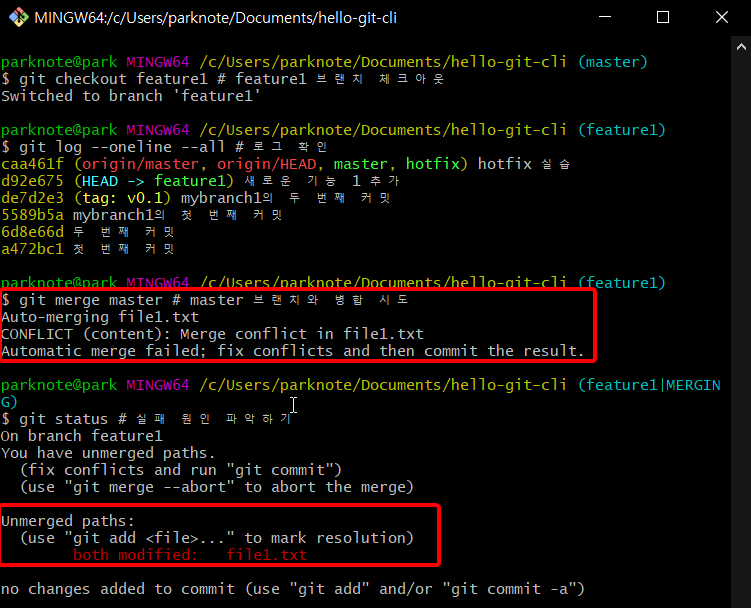 MINGW64:/c/Users/parknote/Documents/hello-git-cli
parknote@park MINGW64 /c/Users/parknote/Documents/hello-git-cli (master)
$ git checkout feature1 # feature1 브랜치 체크아웃
Switched to branch 'feature1'
parknote@park MINGW64 /c/Users/parknote/Documents/hello-git-cli (feature1)
$ git log --oneline --all # 로그 확인
caa461f (origin/master, origin/HEAD, master, hotfix) hotfix 실습
d92e675 (HEAD -> feature1) 새로운 기능 1 추가
de7d2e3 (tag: v0.1) mybranch1의 두 번째 커밋
5589b5a mybranch1의 첫 번째 커밋
6d8e66d 두 번째 커밋
a472bc1 첫 번째 커밋
parknote@park MINGW64 /c/Users/parknote/Documents/hello-git-cli (feature1)
$ git merge master # master 브랜치와 병합 시도
Auto-merging file1.txt
CONFLICT (content): Merge conflict in file1.txt
Automatic merge failed; fix conflicts and then commit the result.
parknote@park MINGW64 /c/Users/parknote/Documents/hello-git-cli (feature1|MERGIN
G)
$ git status # 실패 원인 파악하기
On branch feature1
You have unmerged paths.
  (fix conflicts and run "git commit")
  (use "git merge --abort" to abort the merge)
Unmerged paths:
  (use "git add <file>..." to mark resolution)
        both modified:   file1.txt
no changes added to commit (use "git add" and/or "git commit -a")